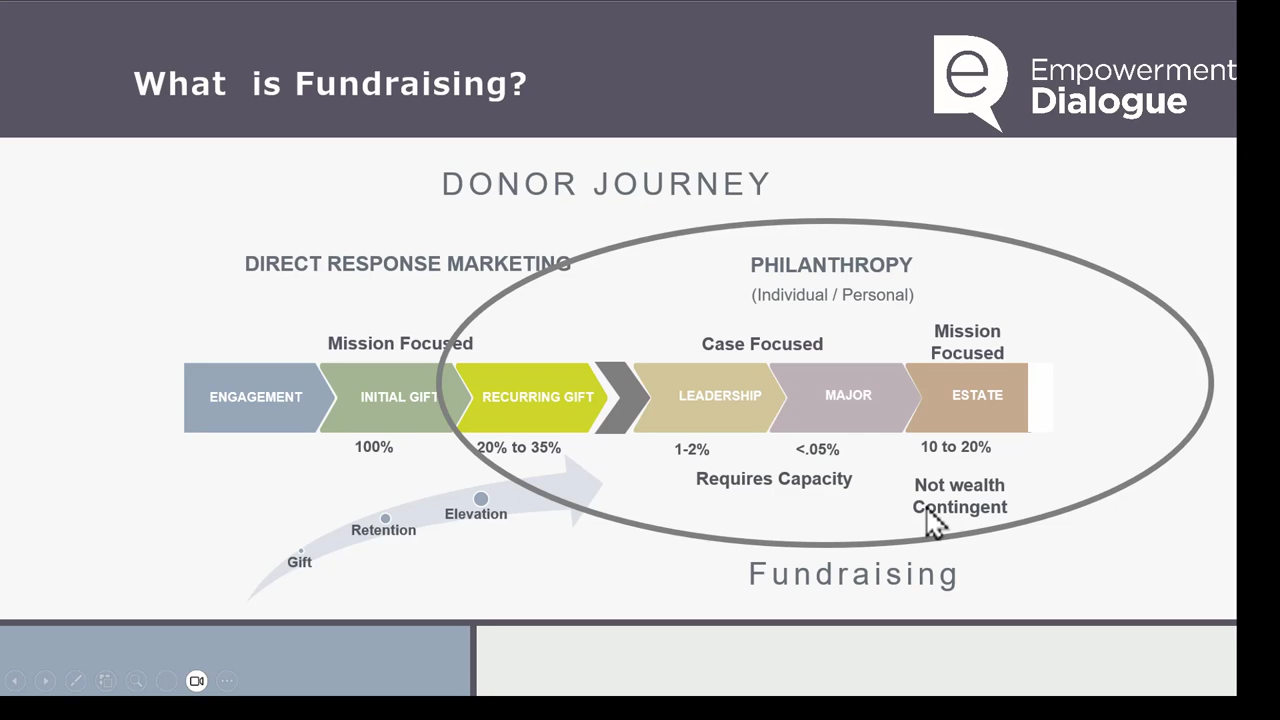 What is Fundraising?
e
Empowerment
Dialogue
DONOR JOURNEY
DIRECT RESPONSE MARKETING
PHILANTHROPY
(Individual / Personal)
Mission Focused
Case Focused
Mission
Focused
ENGAGEMENT
INITIAL GIFT
RECURRING GIFT
LEADERSHIP
MAJOR
ESTATE
100%
20% to 35%
1-2%
<.05%
10 to 20%
Requires Capacity
Not wealth
Contingent
Elevation
Retention
Gift
Fundraising